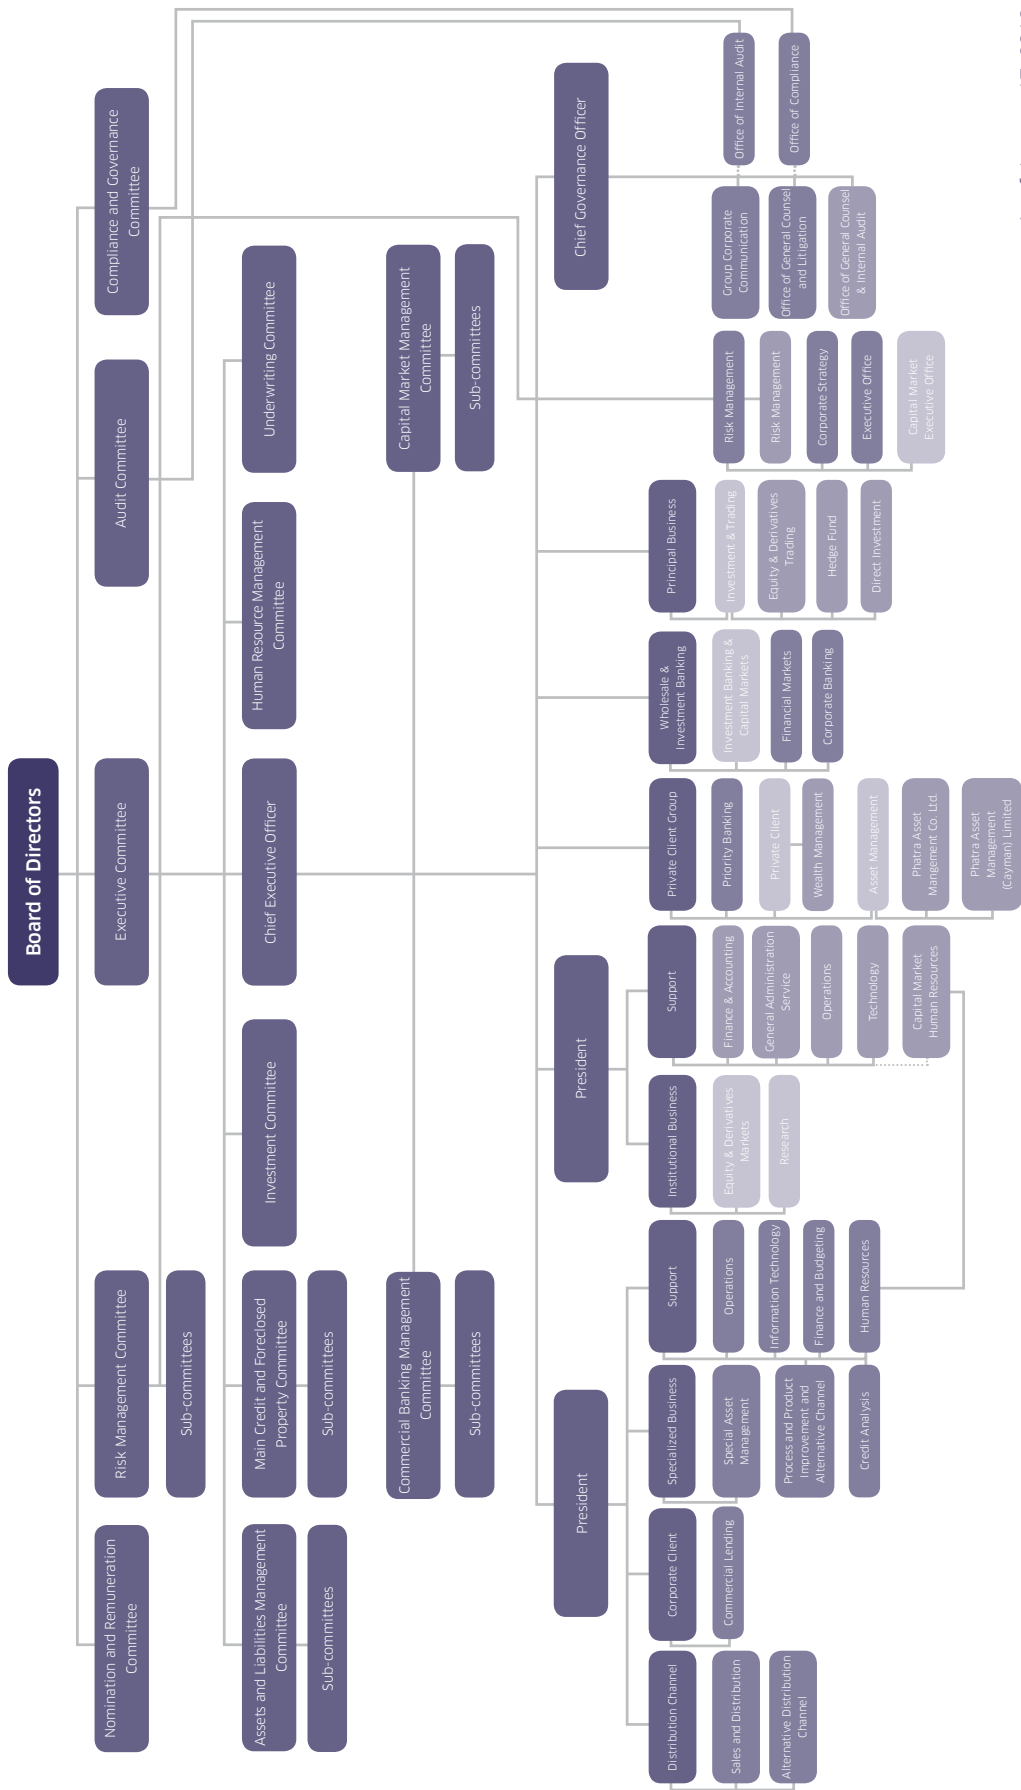 Board of Directors
Nomination and Remuneration
Committee
Risk Management Committee
Sub-committees
Executive Committee
Audit Committee
Compliance and Governance
Committee
Assets and Liabilities Management
Committee
Sub-committees
Main Credit and Foreclosed
Property Committee
Sub-committees
Investment Committee
Chief Executive Officer
Human Resource Management
Committee
Underwriting Committee
Commercial Banking Management
Committee
Sub-committees
Capital Market Management
Committee
Sub-committees
President
President
Chief Governance Officer
Distribution Channel
Sales and Distribution
Alternative Distribution
Channel
Corporate Client
Commercial Lending
Specialized Business
Special Asset
Management
Process and Product
Improvement and
Alternative Channel
Credit Analysis
Support
Operations
Information Technology
Finance and Budgeting
Human Resources
Institutional Business
Equity & Derivatives
Markets
Research
Support
Finance & Accounting
General Administration
Service
Operations
Technology
Capital Market
Human Resources
Private Client Group
Priority Banking
Private Client
Wealth Management
Asset Management
Phatra Asset
Mangement Co. Ltd.
Phatra Asset
Management
(Cayman) Limited
Wholesale &
Investment Banking
Investment Banking &
Capital Markets
Financial Markets
Corporate Banking
Principal Business
Investment & Trading
Equity & Derivatives
Trading
Hedge Fund
Direct Investment
Risk Management
Risk Management
Corporate Strategy
Executive Office
Capital Market
Executive Office
Group Corporate
Communication
Office of General Counsel
and Litigation
Office of General Counsel
& Internal Audit
Office of Internal Audit
Office of Compliance